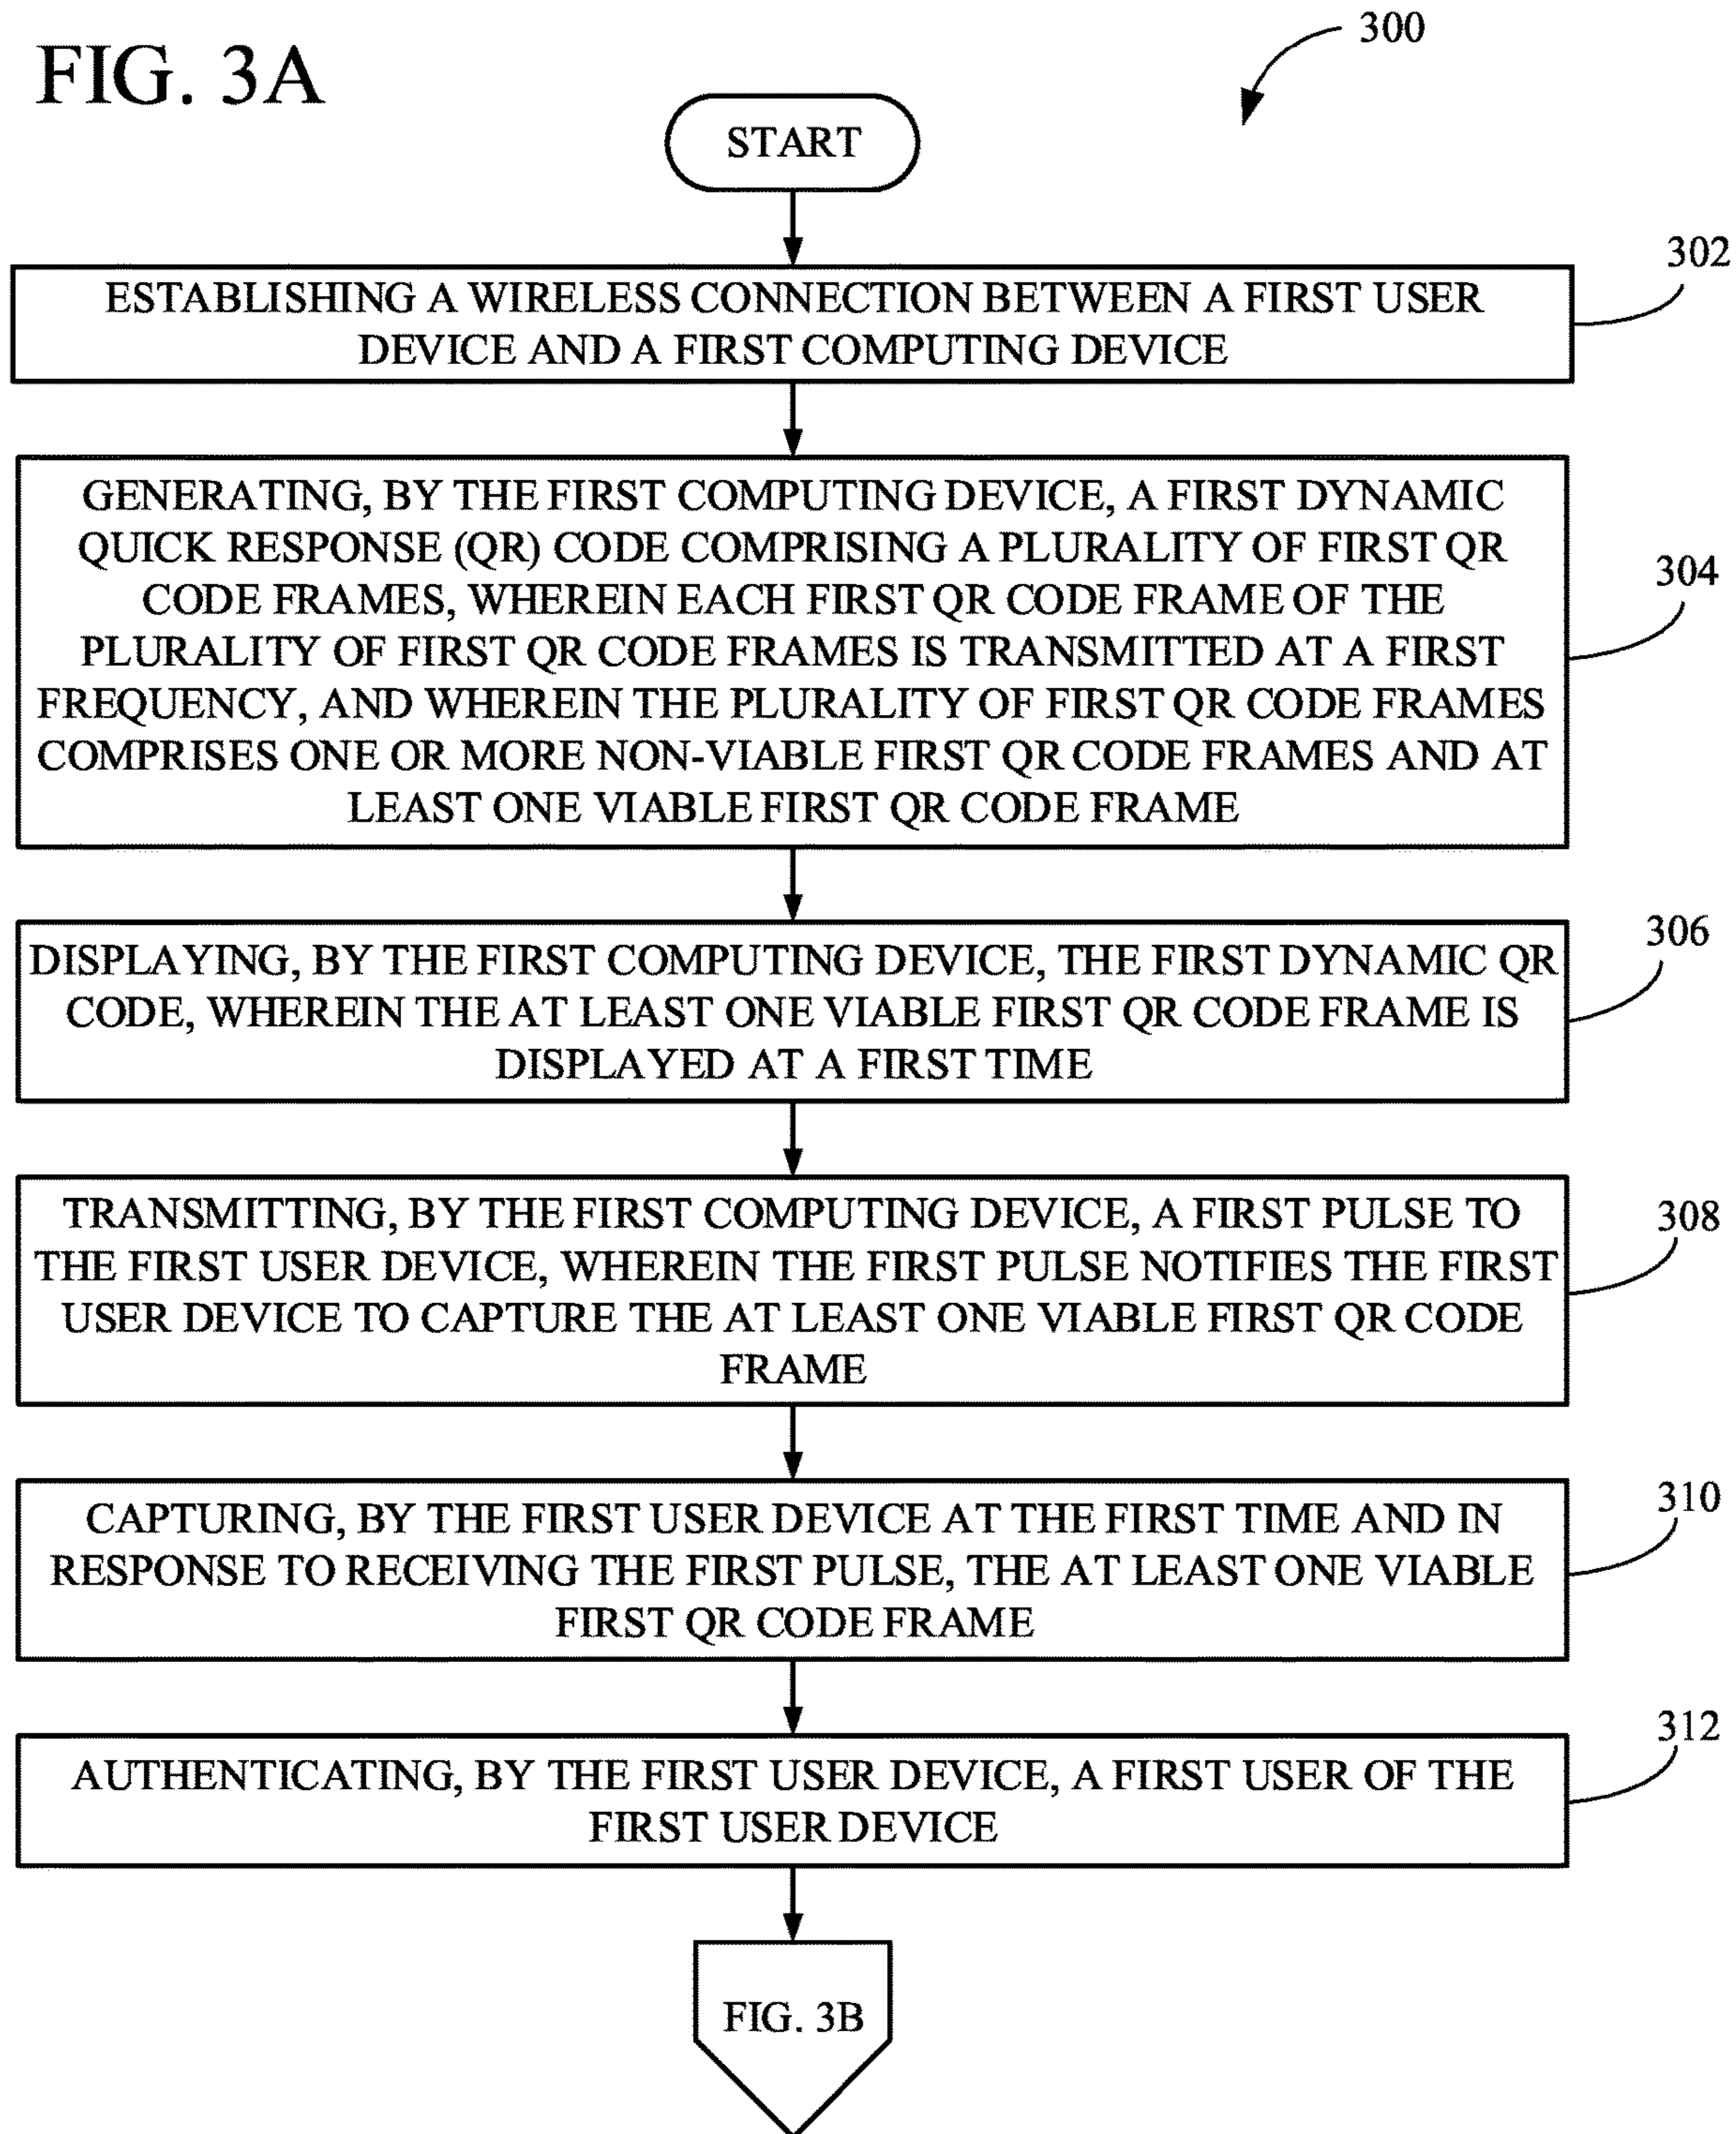 FIG. 3A
300
START
302
ESTABLISHING A WIRELESS CONNECTION BETWEEN A FIRST USER
DEVICE AND A FIRST COMPUTING DEVICE
GENERATING, BY THE FIRST COMPUTING DEVICE, A FIRST DYNAMIC
QUICK RESPONSE (QR) CODE COMPRISING A PLURALITY OF FIRST QR
CODE FRAMES, WHEREIN EACH FIRST QR CODE FRAME OF THE
PLURALITY OF FIRST QR CODE FRAMES IS TRANSMITTED AT A FIRST
FREQUENCY, AND WHEREIN THE PLURALITY OF FIRST QR CODE FRAMES
COMPRISES ONE OR MORE NON-VIABLE FIRST QR CODE FRAMES AND AT
LEAST ONE VIABLE FIRST QR CODE FRAME
304
DISPLAYING, BY THE FIRST COMPUTING DEVICE, THE FIRST DYNAMIC QR
CODE, WHEREIN THE AT LEAST ONE VIABLE FIRST QR CODE FRAME IS
DISPLAYED AT A FIRST TIME
306
TRANSMITTING, BY THE FIRST COMPUTING DEVICE, A FIRST PULSE TO
THE FIRST USER DEVICE, WHEREIN THE FIRST PULSE NOTIFIES THE FIRST
USER DEVICE TO CAPTURE THE AT LEAST ONE VIABLE FIRST QR CODE
FRAME
308
CAPTURING, BY THE FIRST USER DEVICE AT THE FIRST TIME AND IN
RESPONSE TO RECEIVING THE FIRST PULSE, THE AT LEAST ONE VIABLE
FIRST QR CODE FRAME
310
AUTHENTICATING, BY THE FIRST USER DEVICE, A FIRST USER OF THE
FIRST USER DEVICE
312
FIG. 3B